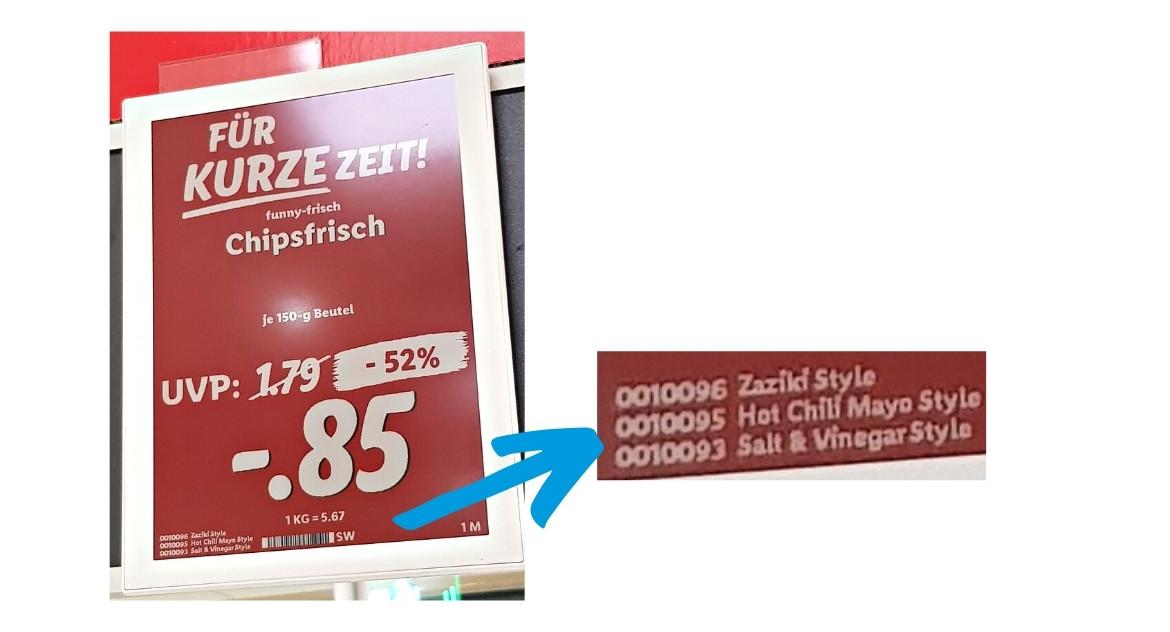 FÜR
KURZE ZEIT!
funny-frisch
Chipsfrisch
je 150-g Beutel
UVP: 1.79 - 52%
-.85
1 KG = 5.67
1 M
0010096 Zaziki Style
0010095 Hot Chili Mayo Style
0010093 Salt & Vinegar Style
SW
0010096 Zaziki Style
0010095 Hot Chili Mayo Style
0010093 Salt & Vinegar Style